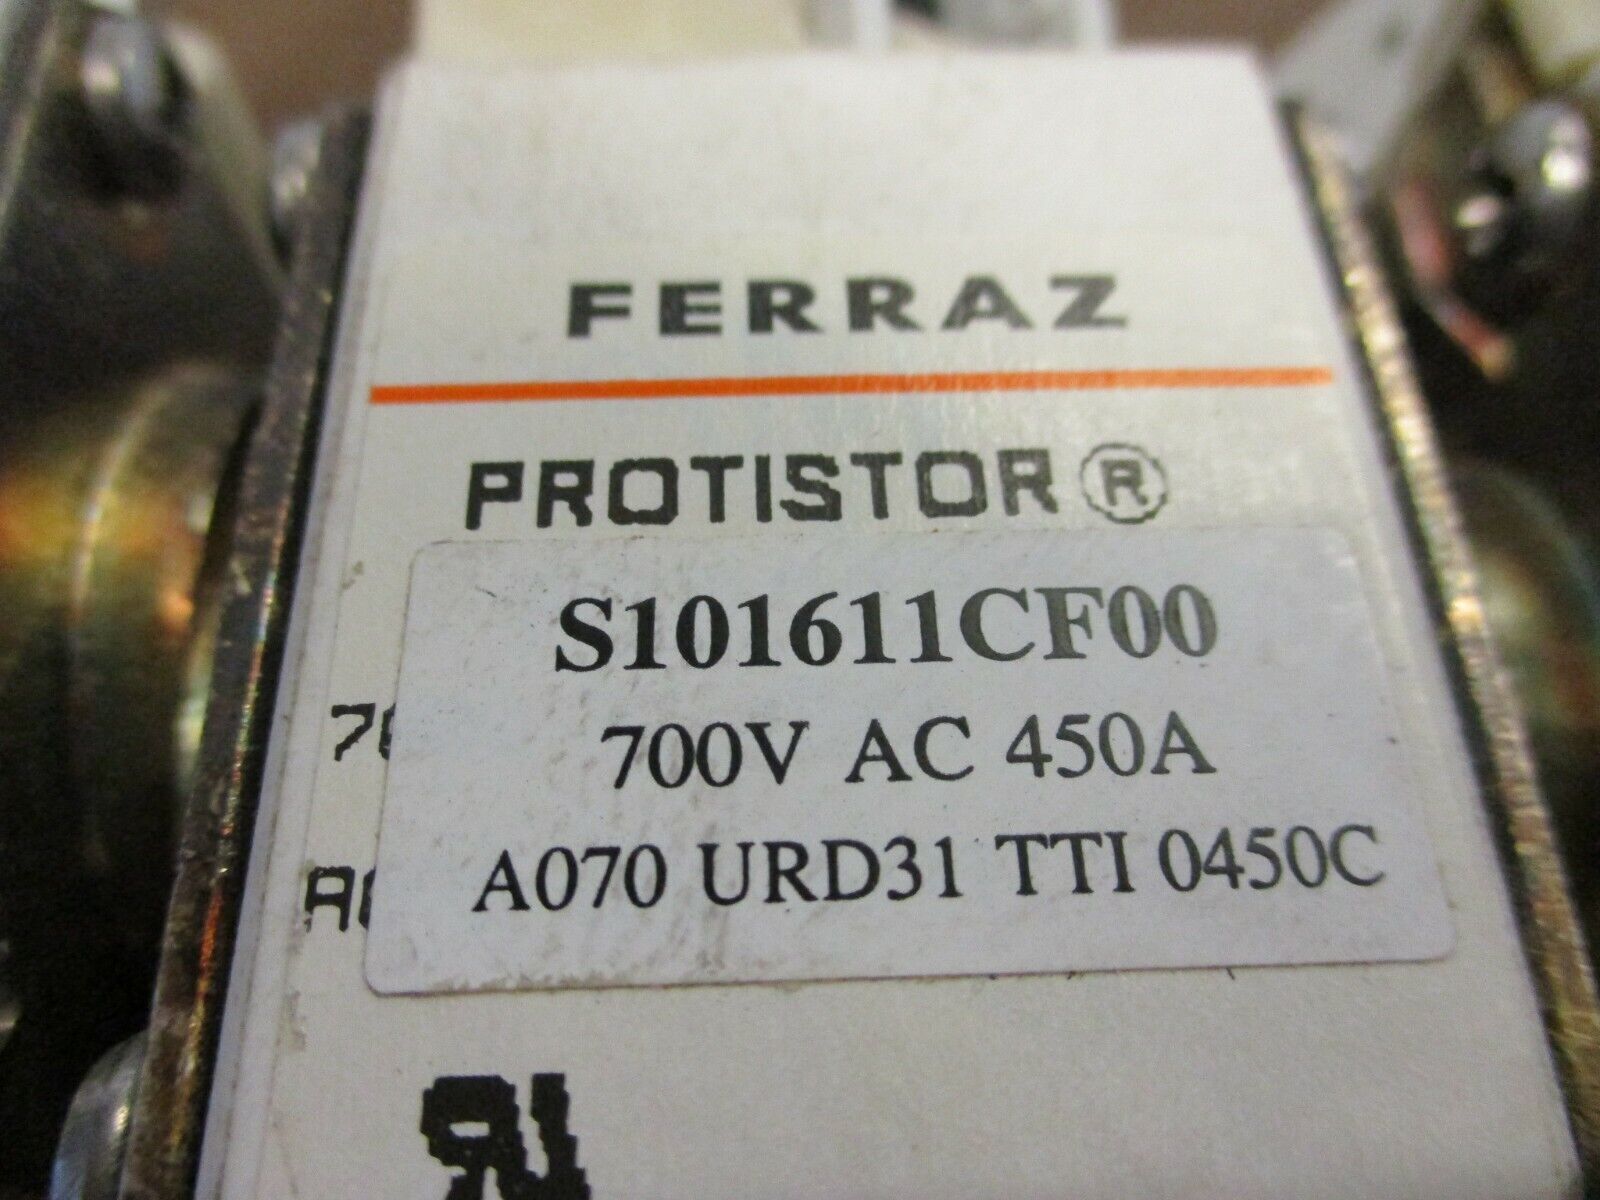 FERRAZ
PROTISTOR®
S101611CF00
700V AC 450A
A070 URD31 TTI 0450C